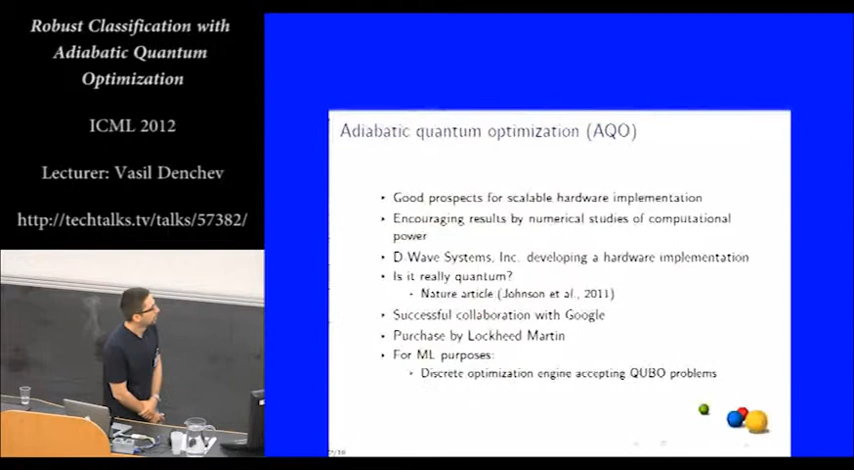 Robust Classification with
Adiabatic Quantum
Optimization
ICML 2012
Lecturer: Vasil Denchev
http://techtalks.tv/talks/57382/
Adiabatic quantum optimization (AQO)
Good prospects for scalable hardware implementation
Encouraging results by numerical studies of computational
power
D-Wave Systems, Inc. developing a hardware implementation
Is it really quantum?
Nature article (Johnson et al., 2011)
Successful collaboration with Google
Purchase by Lockheed Martin
For ML purposes:
Discrete optimization engine accepting QUBO problems